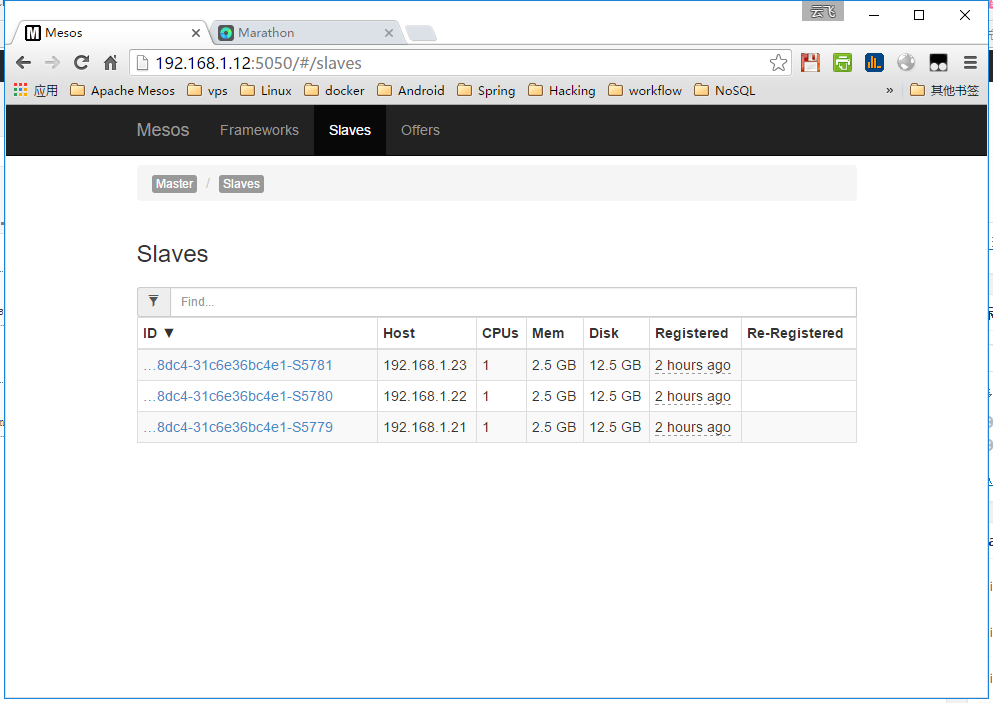 云飞
Mesos Marathon
192.168.1.12:5050/#/slaves
应用 Apache Mesos vps Linux docker Android Spring Hacking workflow NoSQL » 其他书签
Mesos Frameworks Slaves Offers
Master / Slaves
Slaves
Find...
ID ▼ Host CPUs Mem Disk Registered Re-Registered
…8dc4-31c6e36bc4e1-S5781 192.168.1.23 1 2.5 GB 12.5 GB 2 hours ago
…8dc4-31c6e36bc4e1-S5780 192.168.1.22 1 2.5 GB 12.5 GB 2 hours ago
…8dc4-31c6e36bc4e1-S5779 192.168.1.21 1 2.5 GB 12.5 GB 2 hours ago